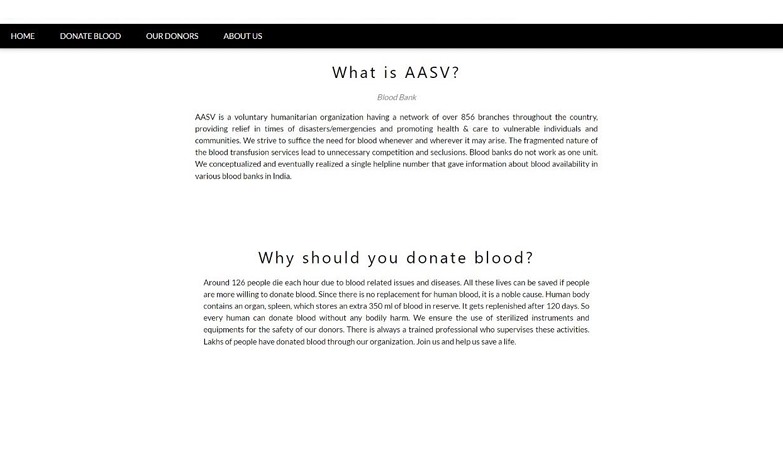 HOME DONATE BLOOD OUR DONORS ABOUT US
What is AASV?
Blood Bank
AASV is a voluntary humanitarian organization having a network of over 856 branches throughout the country,
providing relief in times of disasters/emergencies and promoting health & care to vulnerable individuals and
communities. We strive to suffice the need for blood whenever and wherever it may arise. The fragmented nature of
the blood transfusion services lead to unnecessary competition and seclusions. Blood banks do not work as one unit.
We conceptualized and eventually realized a single helpline number that gave information about blood availability in
various blood banks in India.
Why should you donate blood?
Around 126 people die each hour due to blood related issues and diseases. All these lives can be saved if people
are more willing to donate blood. Since there is no replacement for human blood, it is a noble cause. Human body
contains an organ, spleen, which stores an extra 350 ml of blood in reserve. It gets replenished after 120 days. So
every human can donate blood without any bodily harm. We ensure the use of sterilized instruments and
equipments for the safety of our donors. There is always a trained professional who supervises these activities.
Lakhs of people have donated blood through our organization. Join us and help us save a life.